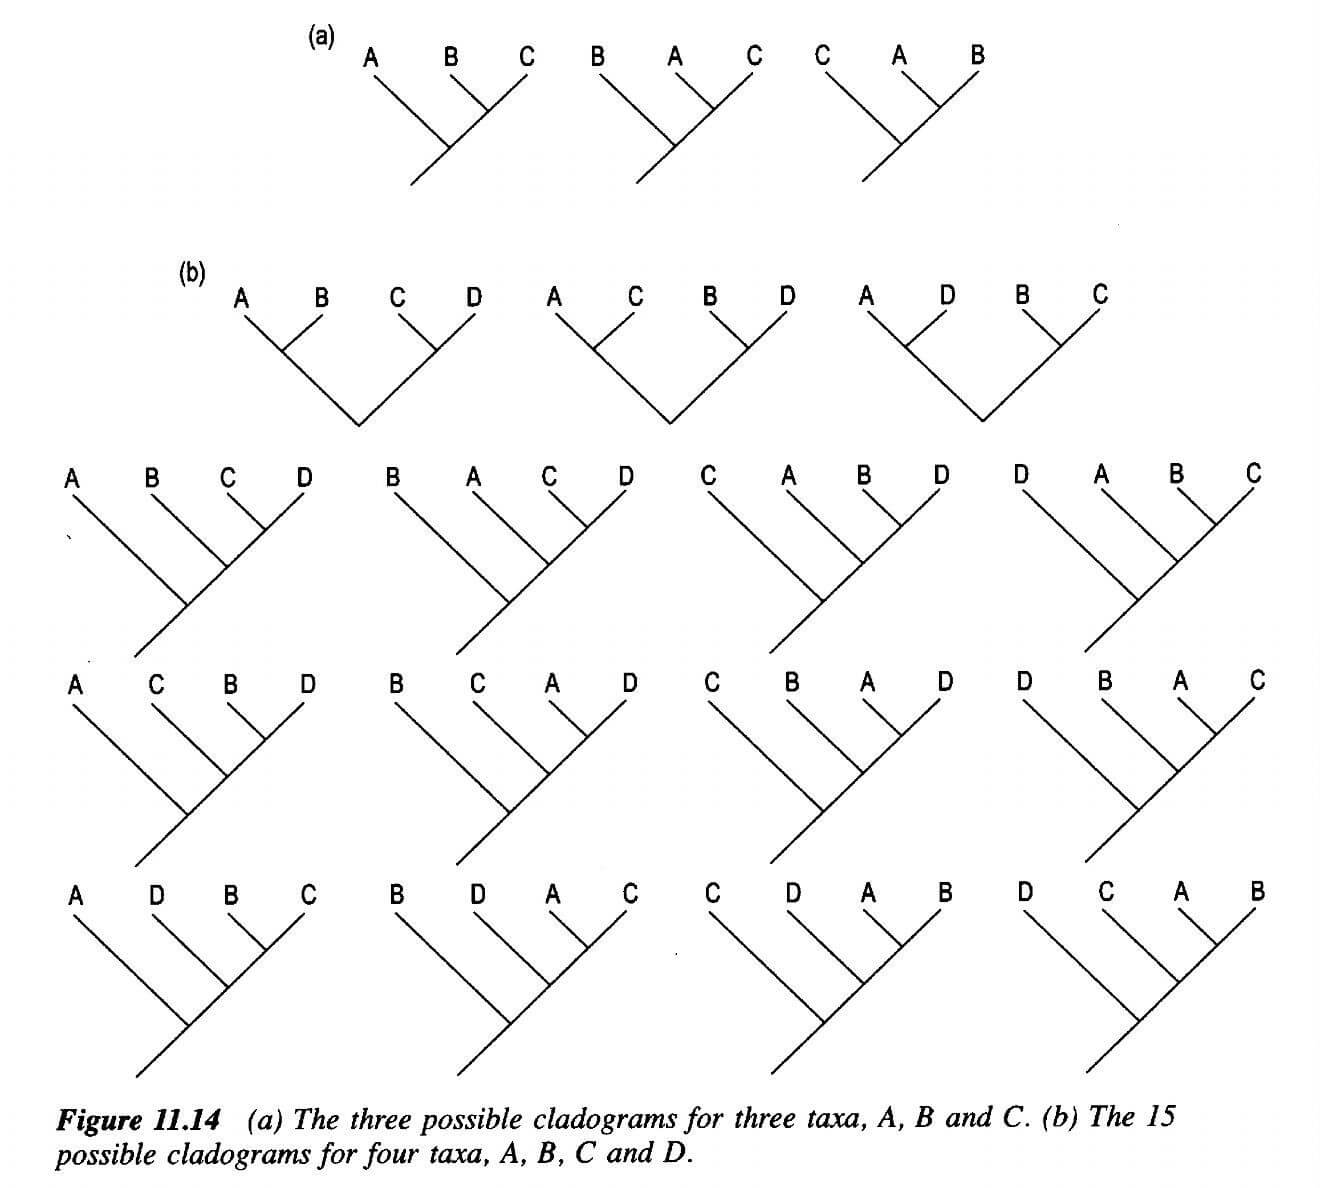 (a)
A B C B A C C A B
(b)
A B C D A C B D A D B C
A B C D B A C D C A B D D A B C
A C B D B C A D C B A D D B A C
A D B C B D A C C D A B D C A B
Figure 11.14 (a) The three possible cladograms for three taxa, A, B and C. (b) The 15
possible cladograms for four taxa, A, B, C and D.